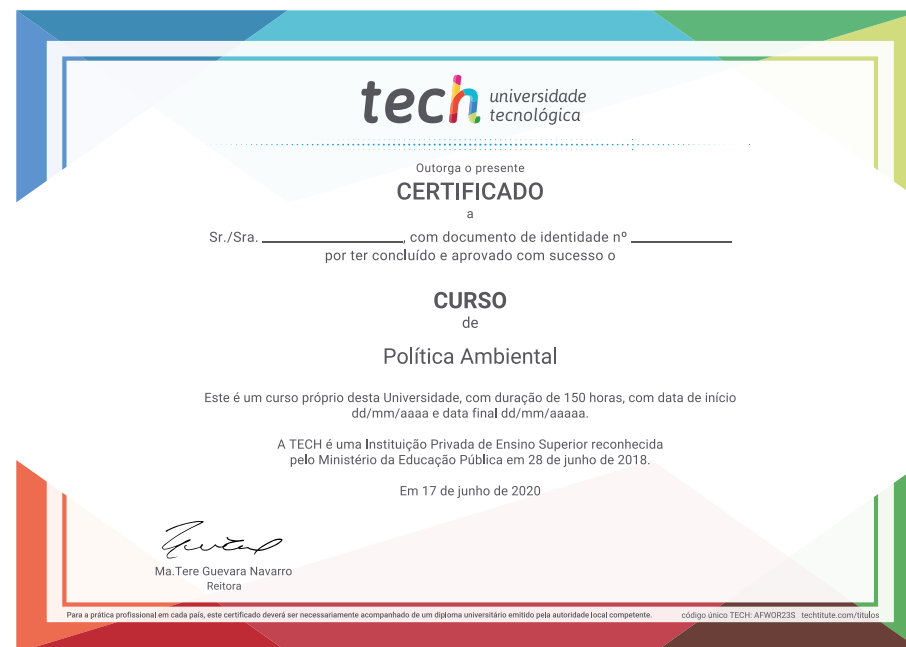 tech universidade
tecnológica
Outorga o presente
CERTIFICADO
a
Sr./Sra. ____________, com documento de identidade nº ____________
por ter concluído e aprovado com sucesso o
CURSO
de
Política Ambiental
Este é um curso próprio desta Universidade, com duração de 150 horas, com data de início
dd/mm/aaaa e data final dd/mm/aaaaa.
A TECH é uma Instituição Privada de Ensino Superior reconhecida
pelo Ministério da Educação Pública em 28 de junho de 2018.
Em 17 de junho de 2020
Ma.Tere Guevara Navarro
Reitora
Para a prática profissional em cada país, este certificado deverá ser necessariamente acompanhado de um diploma universitário emitido pela autoridade local competente. código único TECH: AFWOR23S techtitute.com/titulos